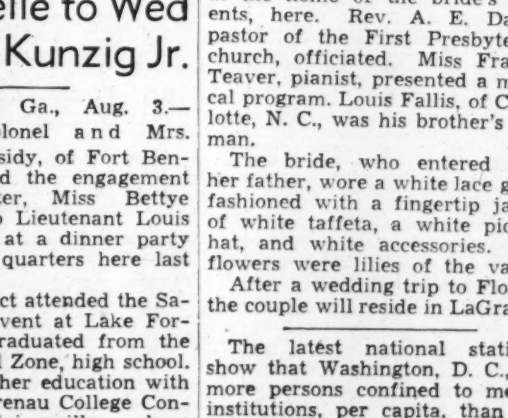 elle to Wed
Kunzig Jr.
Ga., Aug. 3.—
lonel and Mrs.
sidy, of Fort Ben-
d the engagement
ter, Miss Bettye
Lieutenant Louis
at a dinner party
quarters here last
ct attended the Sa-
vent at Lake For-
raduated from the
l Zone, high school.
her education with
renau College Con-
ents, here. Rev. A. E. Da
pastor of the First Presbyte
church, officiated. Miss Fra
Teaver, pianist, presented a m
cal program. Louis Fallis, of C
lotte, N. C., was his brother's
man.
The bride, who entered
her father, wore a white lace g
fashioned with a fingertip ja
of white taffeta, a white pic
hat, and white accessories.
flowers were lilies of the va
After a wedding trip to Flo
the couple will reside in LaGra
The latest national stati
show that Washington, D. C.,
more persons confined to me
institutions, per capita, than